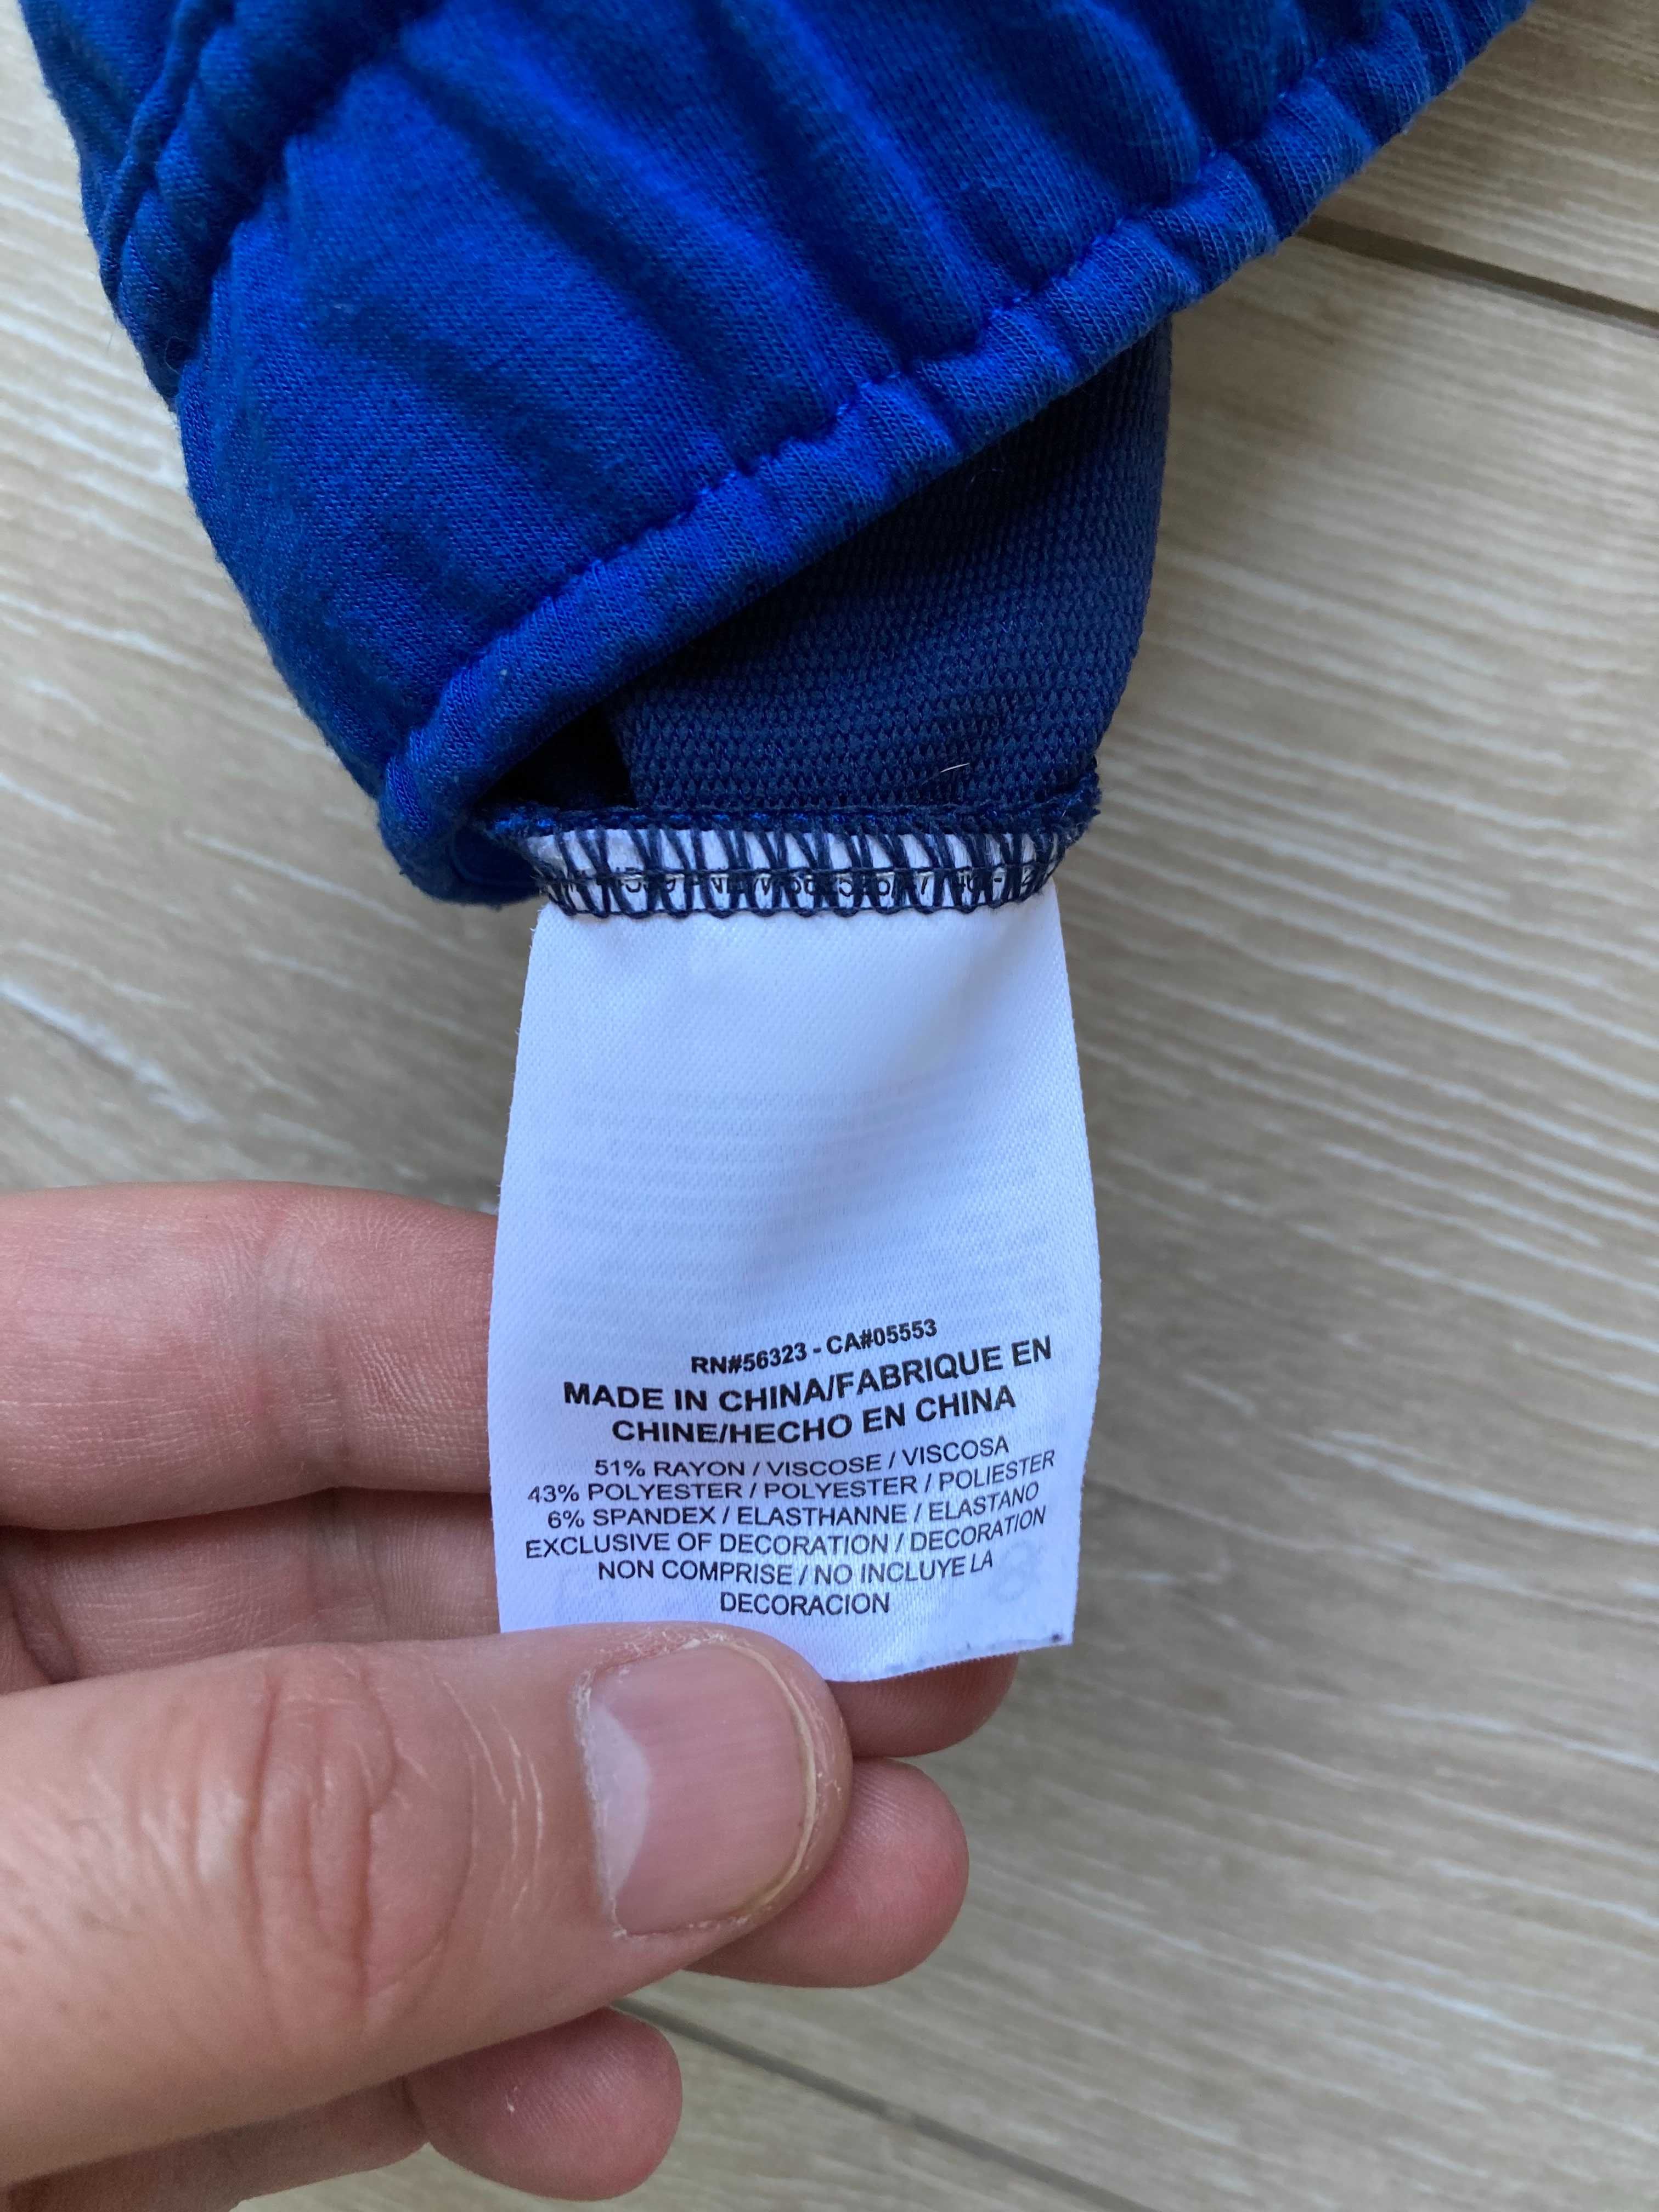 RN#56323 - CA#05553
MADE IN CHINA/FABRIQUE EN
CHINE/HECHO EN CHINA
51% RAYON / VISCOSE / VISCOSA
43% POLYESTER / POLYESTER / POLIESTER
6% SPANDEX / ELASTHANNE / ELASTANO
EXCLUSIVE OF DECORATION / DECORATION
NON COMPRISE / NO INCLUYE LA
DECORACION